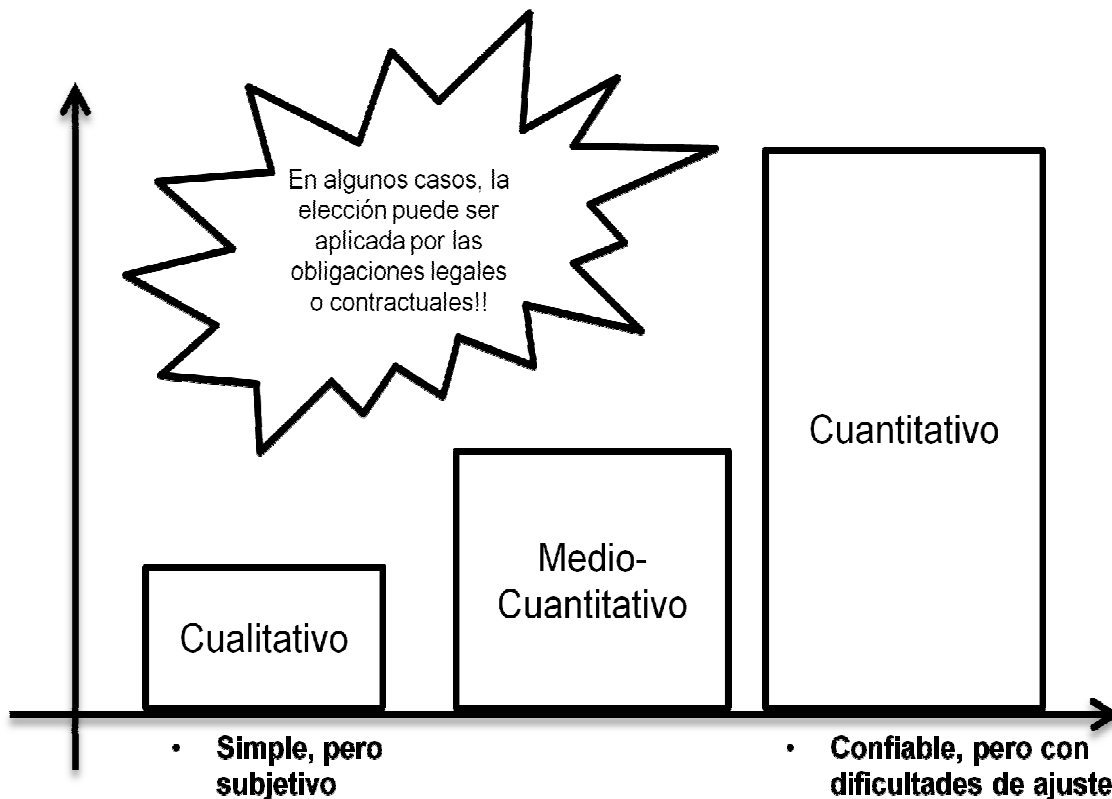 En algunos casos, la
elección puede ser
aplicada por las
obligaciones legales
o contractuales!!
Cuantitativo
Medio-
Cuantitativo
Cualitativo
• Simple, pero
subjetivo
• Confiable, pero con
dificultades de ajuste